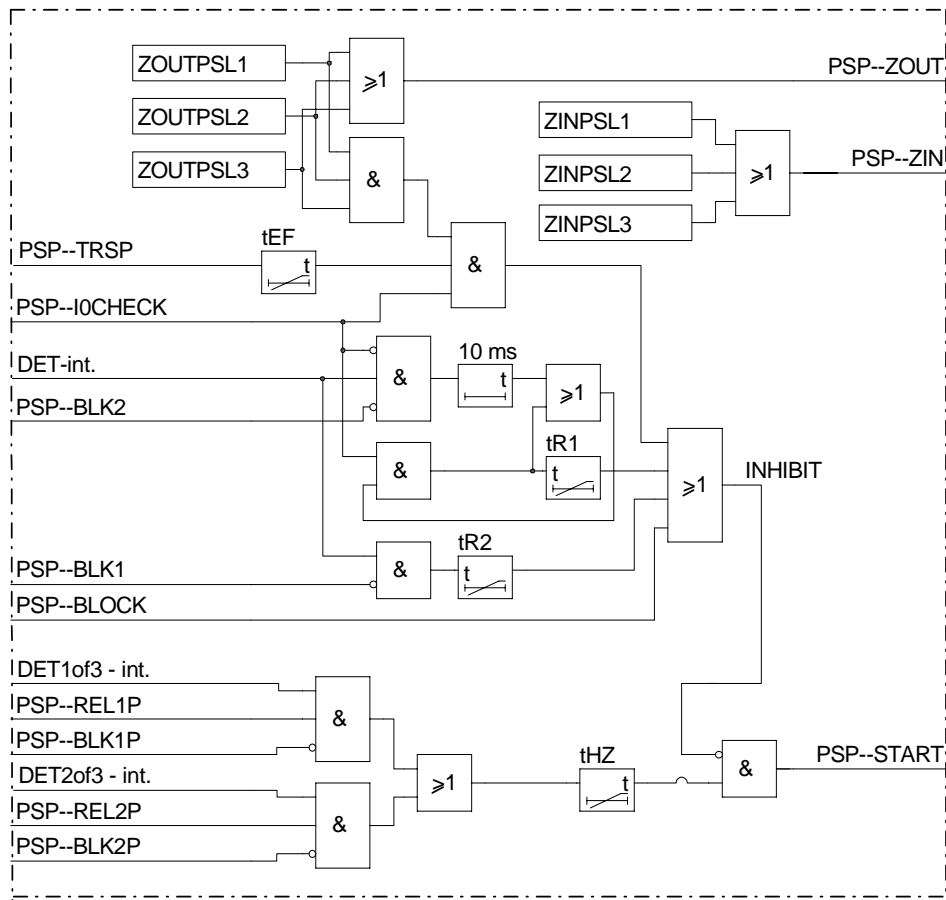 ZOUTPSL1
≥1
PSP--ZOUT
ZOUTPSL2
ZINPSL1
ZOUTPSL3
&
ZINPSL2
≥1
PSP--ZIN
ZINPSL3
PSP--TRSP
tEF
t
&
PSP--I0CHECK
DET-int.
&
10 ms
t
≥1
PSP--BLK2
&
tR1
t
≥1
INHIBIT
PSP--BLK1
&
tR2
t
PSP--BLOCK
DET1of3 - int.
PSP--REL1P
&
PSP--BLK1P
DET2of3 - int.
≥1
tHZ
t
&
PSP--START
PSP--REL2P
&
PSP--BLK2P